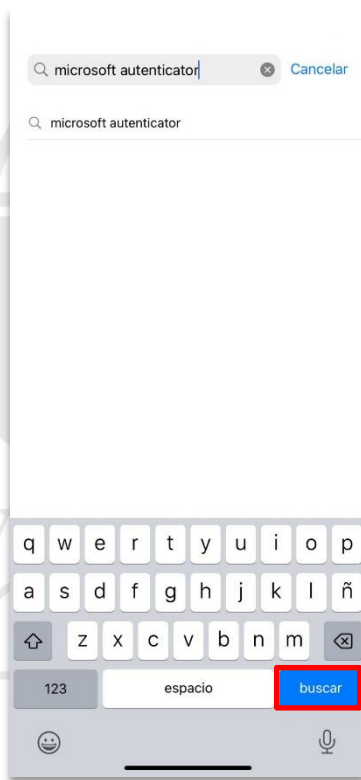 microsoft autenticator Cancelar
microsoft autenticator
q w e r t y u i o p
a s d f g h j k l ñ
z x c v b n m
123 espacio buscar